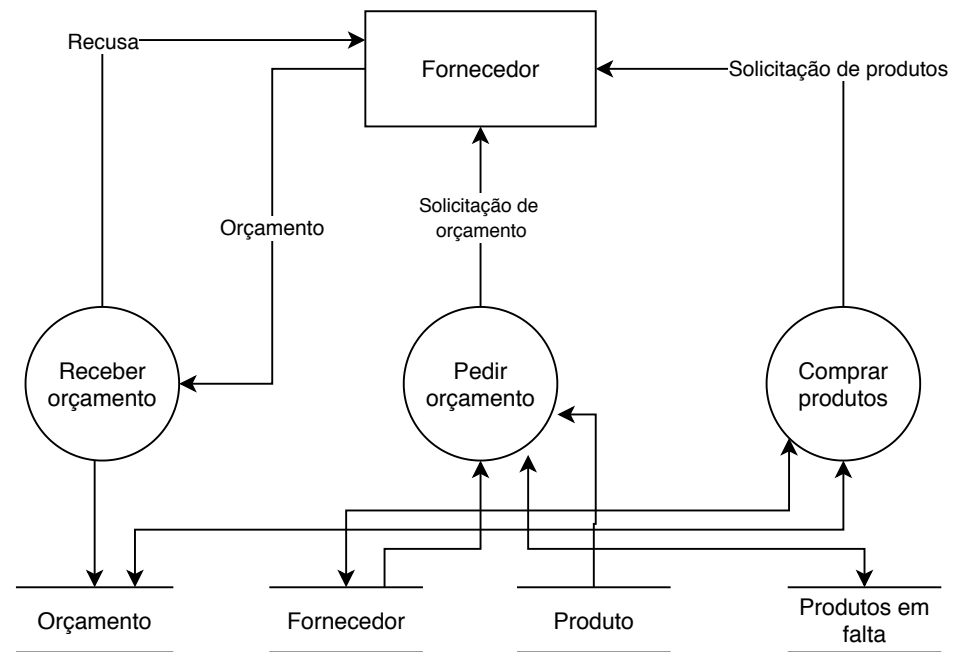 Recusa
Fornecedor
Solicitação de produtos
Solicitação de
orçamento
Orçamento
Receber
orçamento
Pedir
orçamento
Comprar
produtos
Orçamento
Fornecedor
Produto
Produtos em
falta